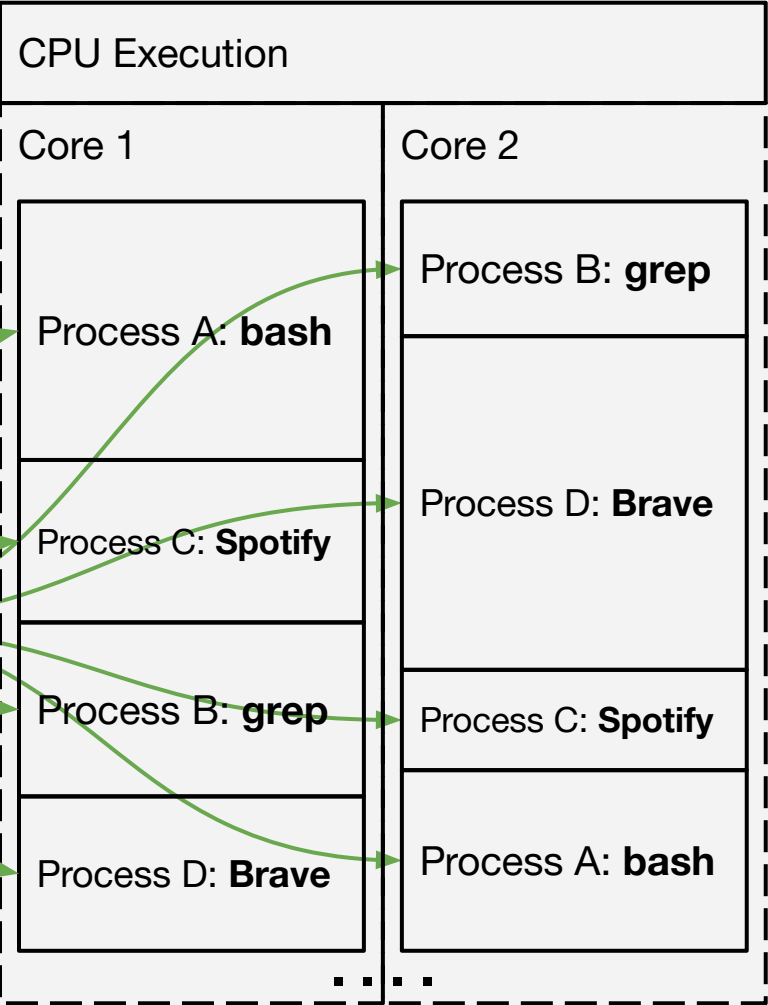 CPU Execution
Core 1
Process A: bash
Process C: Spotify
Process B: grep
Process D: Brave
Core 2
Process B: grep
Process D: Brave
Process C: Spotify
Process A: bash
. . . .